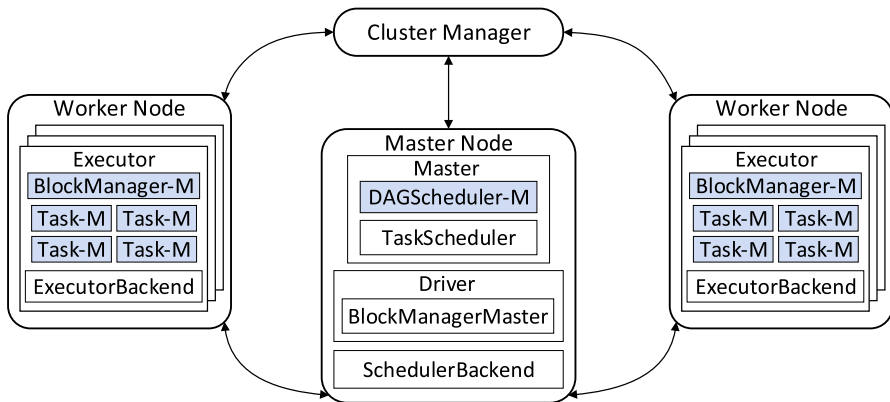 Cluster Manager
Worker Node
Executor
BlockManager-M
Task-M Task-M
Task-M Task-M
ExecutorBackend
Master Node
Master
DAGScheduler-M
TaskScheduler
Driver
BlockManagerMaster
SchedulerBackend
Worker Node
Executor
BlockManager-M
Task-M Task-M
Task-M Task-M
ExecutorBackend